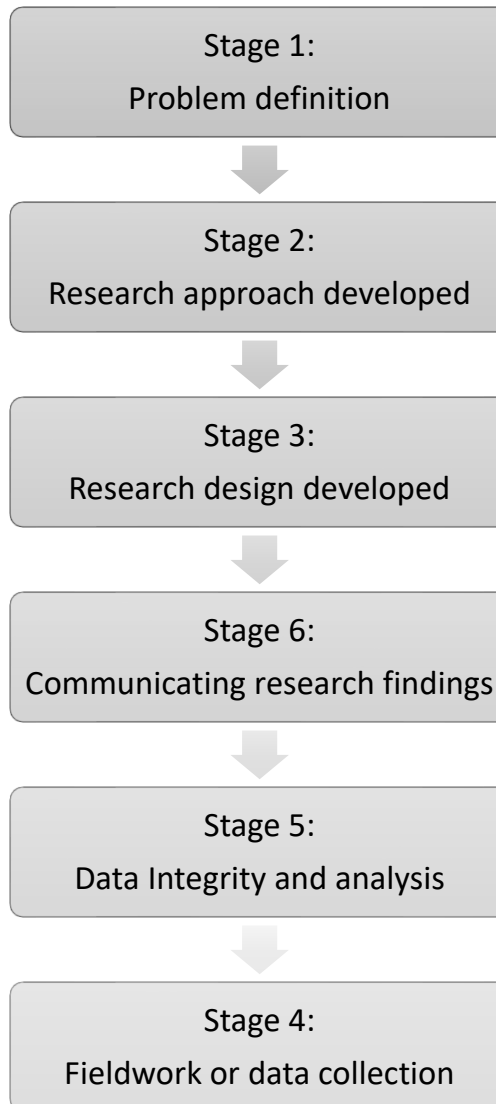 Stage 1:
Problem definition
Stage 2:
Research approach developed
Stage 3:
Research design developed
Stage 6:
Communicating research findings
Stage 5:
Data Integrity and analysis
Stage 4:
Fieldwork or data collection